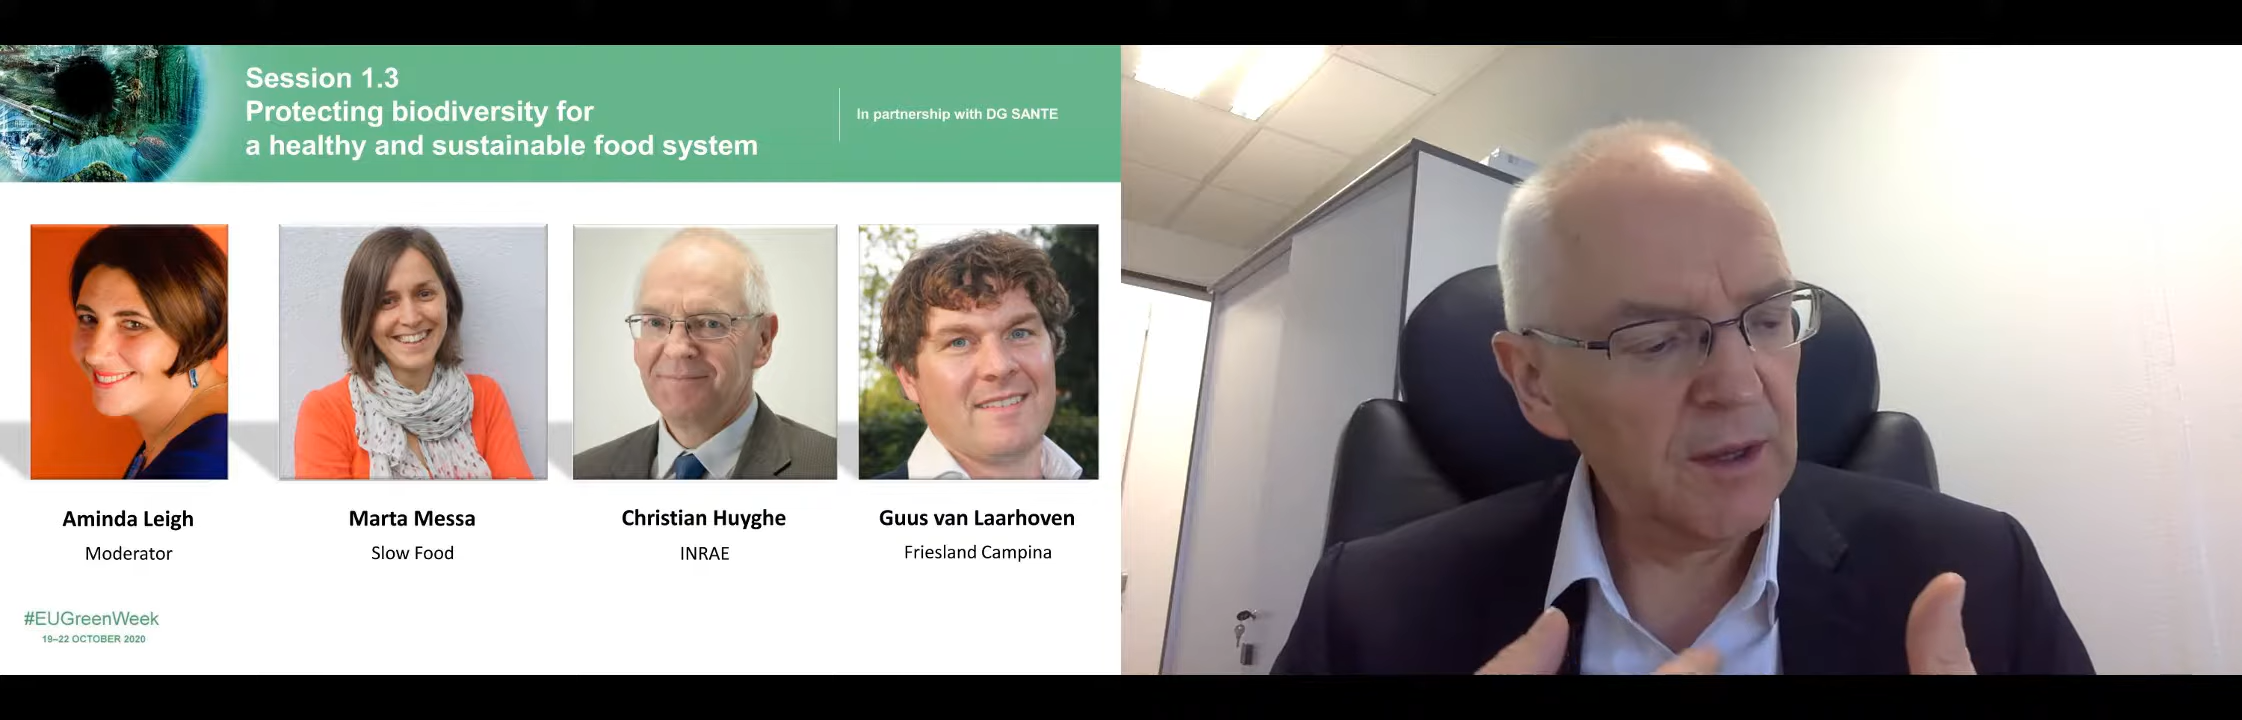 Session 1.3
Protecting biodiversity for
a healthy and sustainable food system
In partnership with DG SANTE
Aminda Leigh
Moderator
Marta Messa
Slow Food
Christian Huyghe
INRAE
Guus van Laarhoven
Friesland Campina
#EUGreenWeek
19–22 OCTOBER 2020